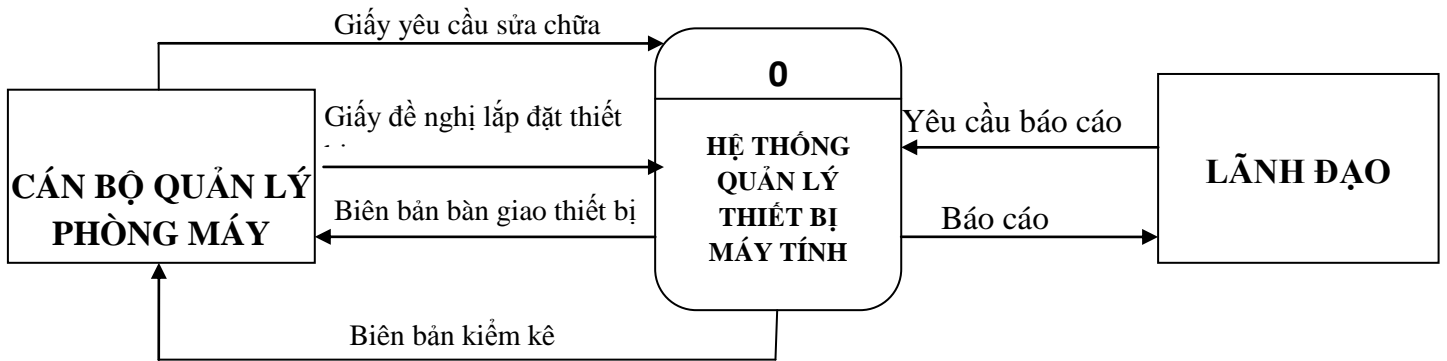 Giấy yêu cầu sửa chữa
0
Giấy đề nghị lắp đặt thiết
Yêu cầu báo cáo
HỆ THỐNG
QUẢN LÝ
THIẾT BỊ
MÁY TÍNH
CÁN BỘ QUẢN LÝ
PHÒNG MÁY
LÃNH ĐẠO
Biên bản bàn giao thiết bị
Báo cáo
Biên bản kiểm kê